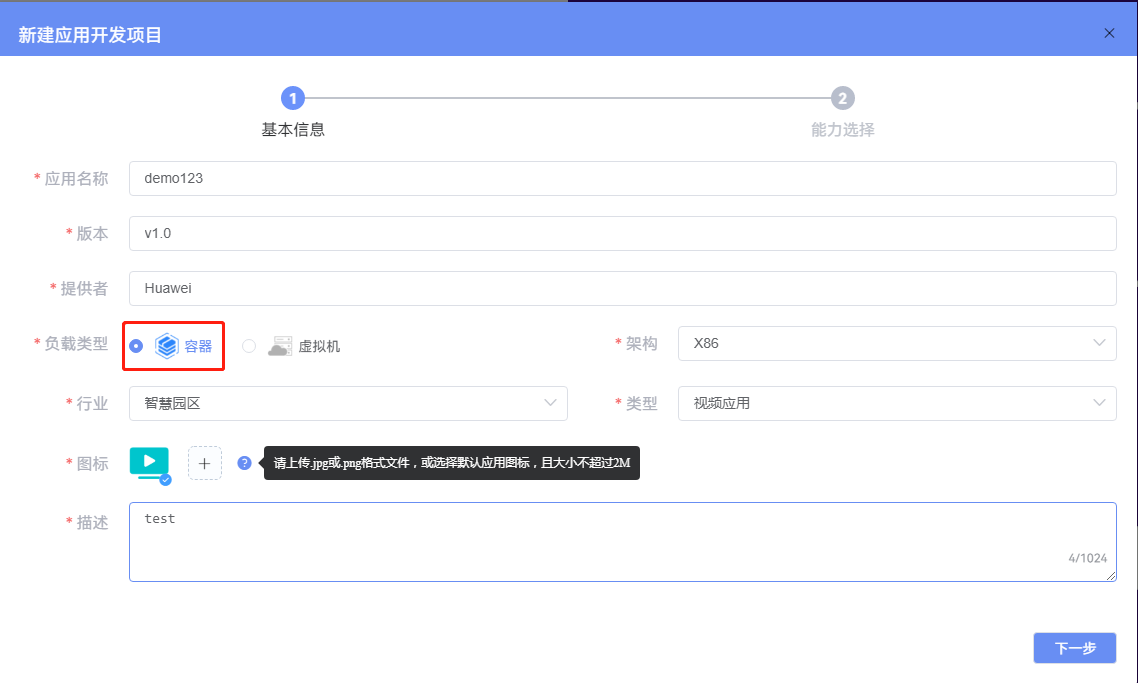 新建应用开发项目
1
2
基本信息
能力选择
* 应用名称 demo123
* 版本 v1.0
* 提供者 Huawei
* 负载类型 容器 虚拟机 * 架构 X86
* 行业 智慧园区 * 类型 视频应用
* 图标 ? 请上传.jpg或.png格式文件，或选择默认应用图标，且大小不超过2M
* 描述 test
4/1024
下一步